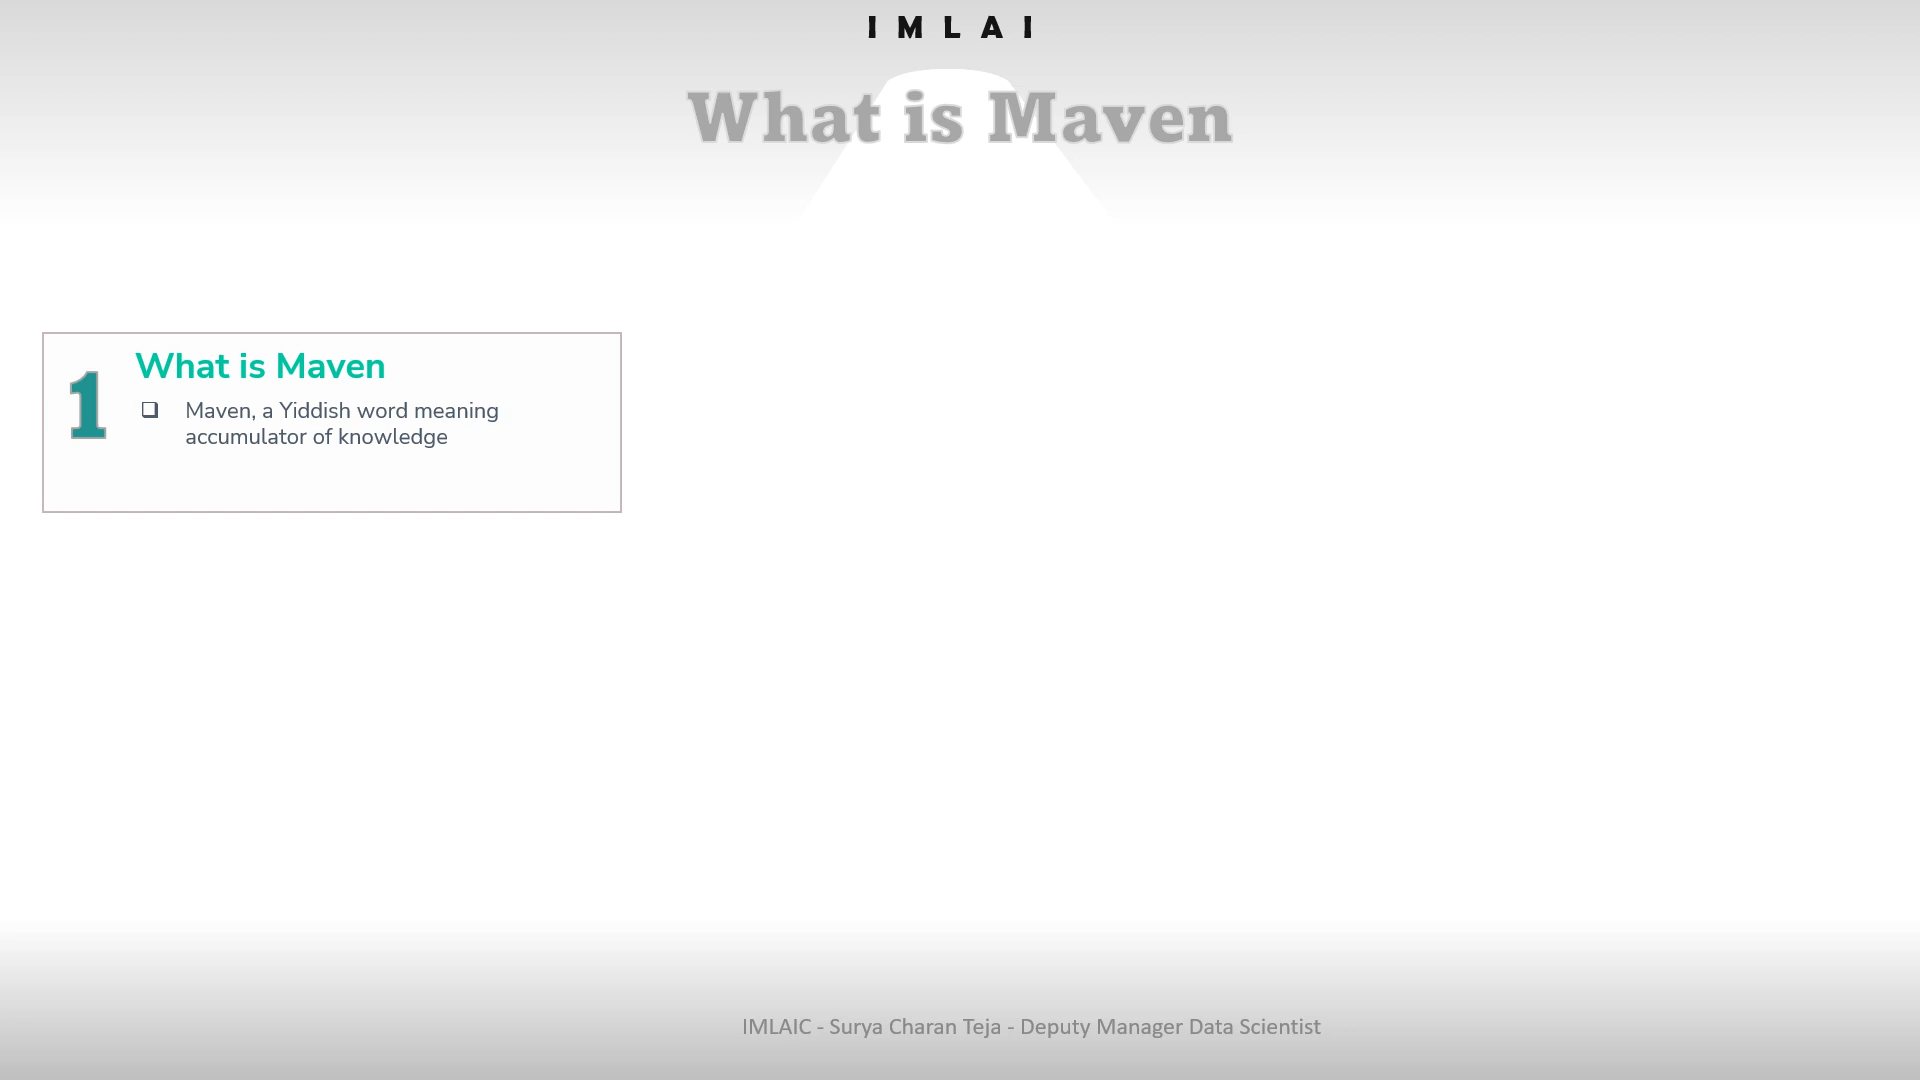 I M L A I
What is Maven
1
What is Maven
❑ Maven, a Yiddish word meaning
accumulator of knowledge
IMLAIC - Surya Charan Teja - Deputy Manager Data Scientist